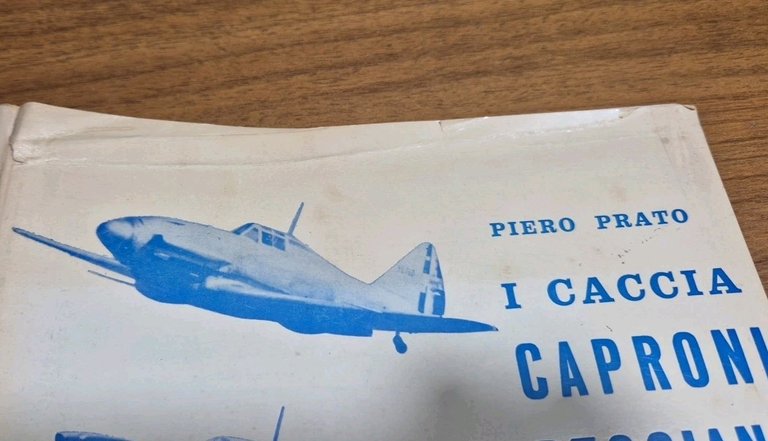 PIERO PRATO
I CACCIA
CAPRONI